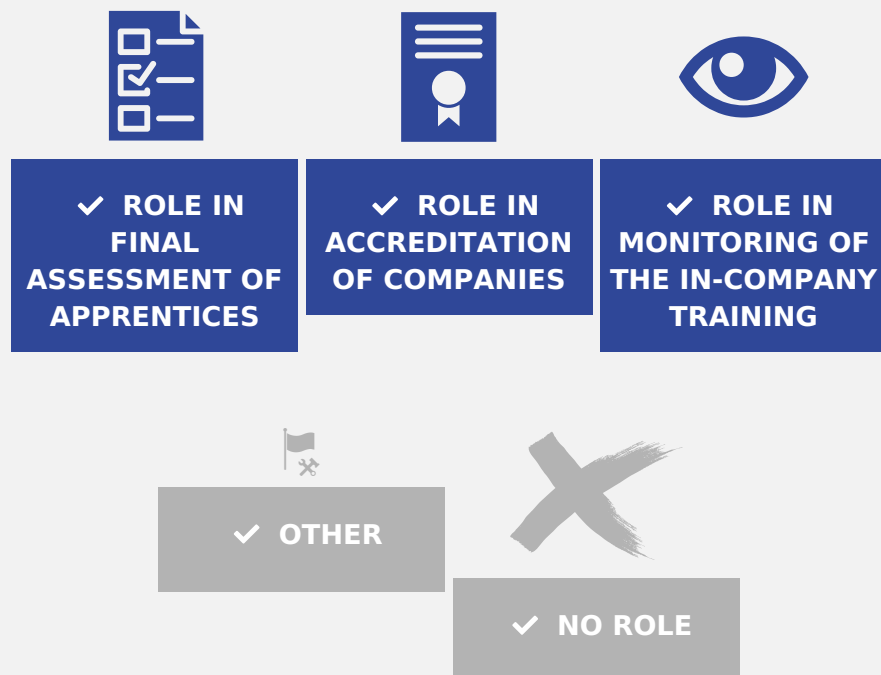 ✓ ROLE IN
FINAL
ASSESSMENT OF
APPRENTICES
✓ ROLE IN
ACCREDITATION
OF COMPANIES
✓ ROLE IN
MONITORING OF
THE IN-COMPANY
TRAINING
✓ OTHER
✓ NO ROLE